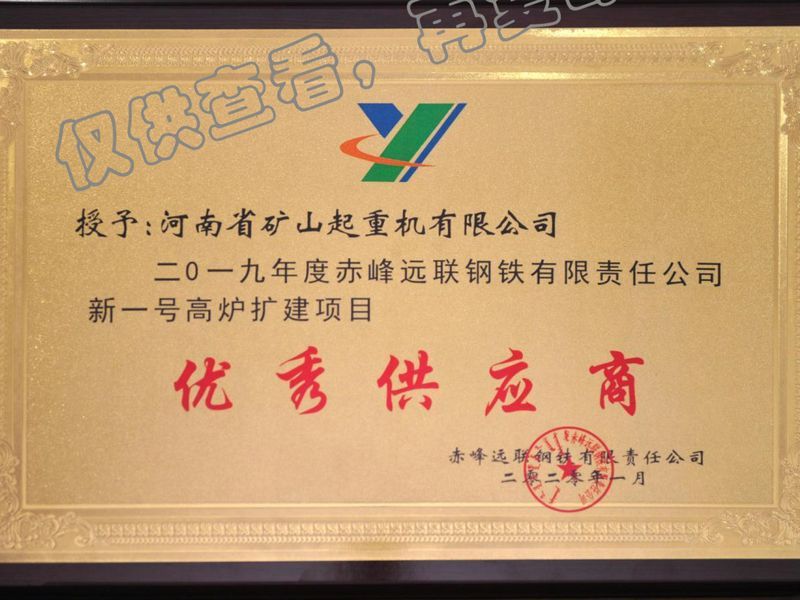 仅供查看，再复
授予:河南省矿山起重机有限公司
二0一九年度赤峰远联钢铁有限责任公司
新一号高炉扩建项目
优秀供应商
赤峰远联钢铁有限责任公司
二零二零年一月